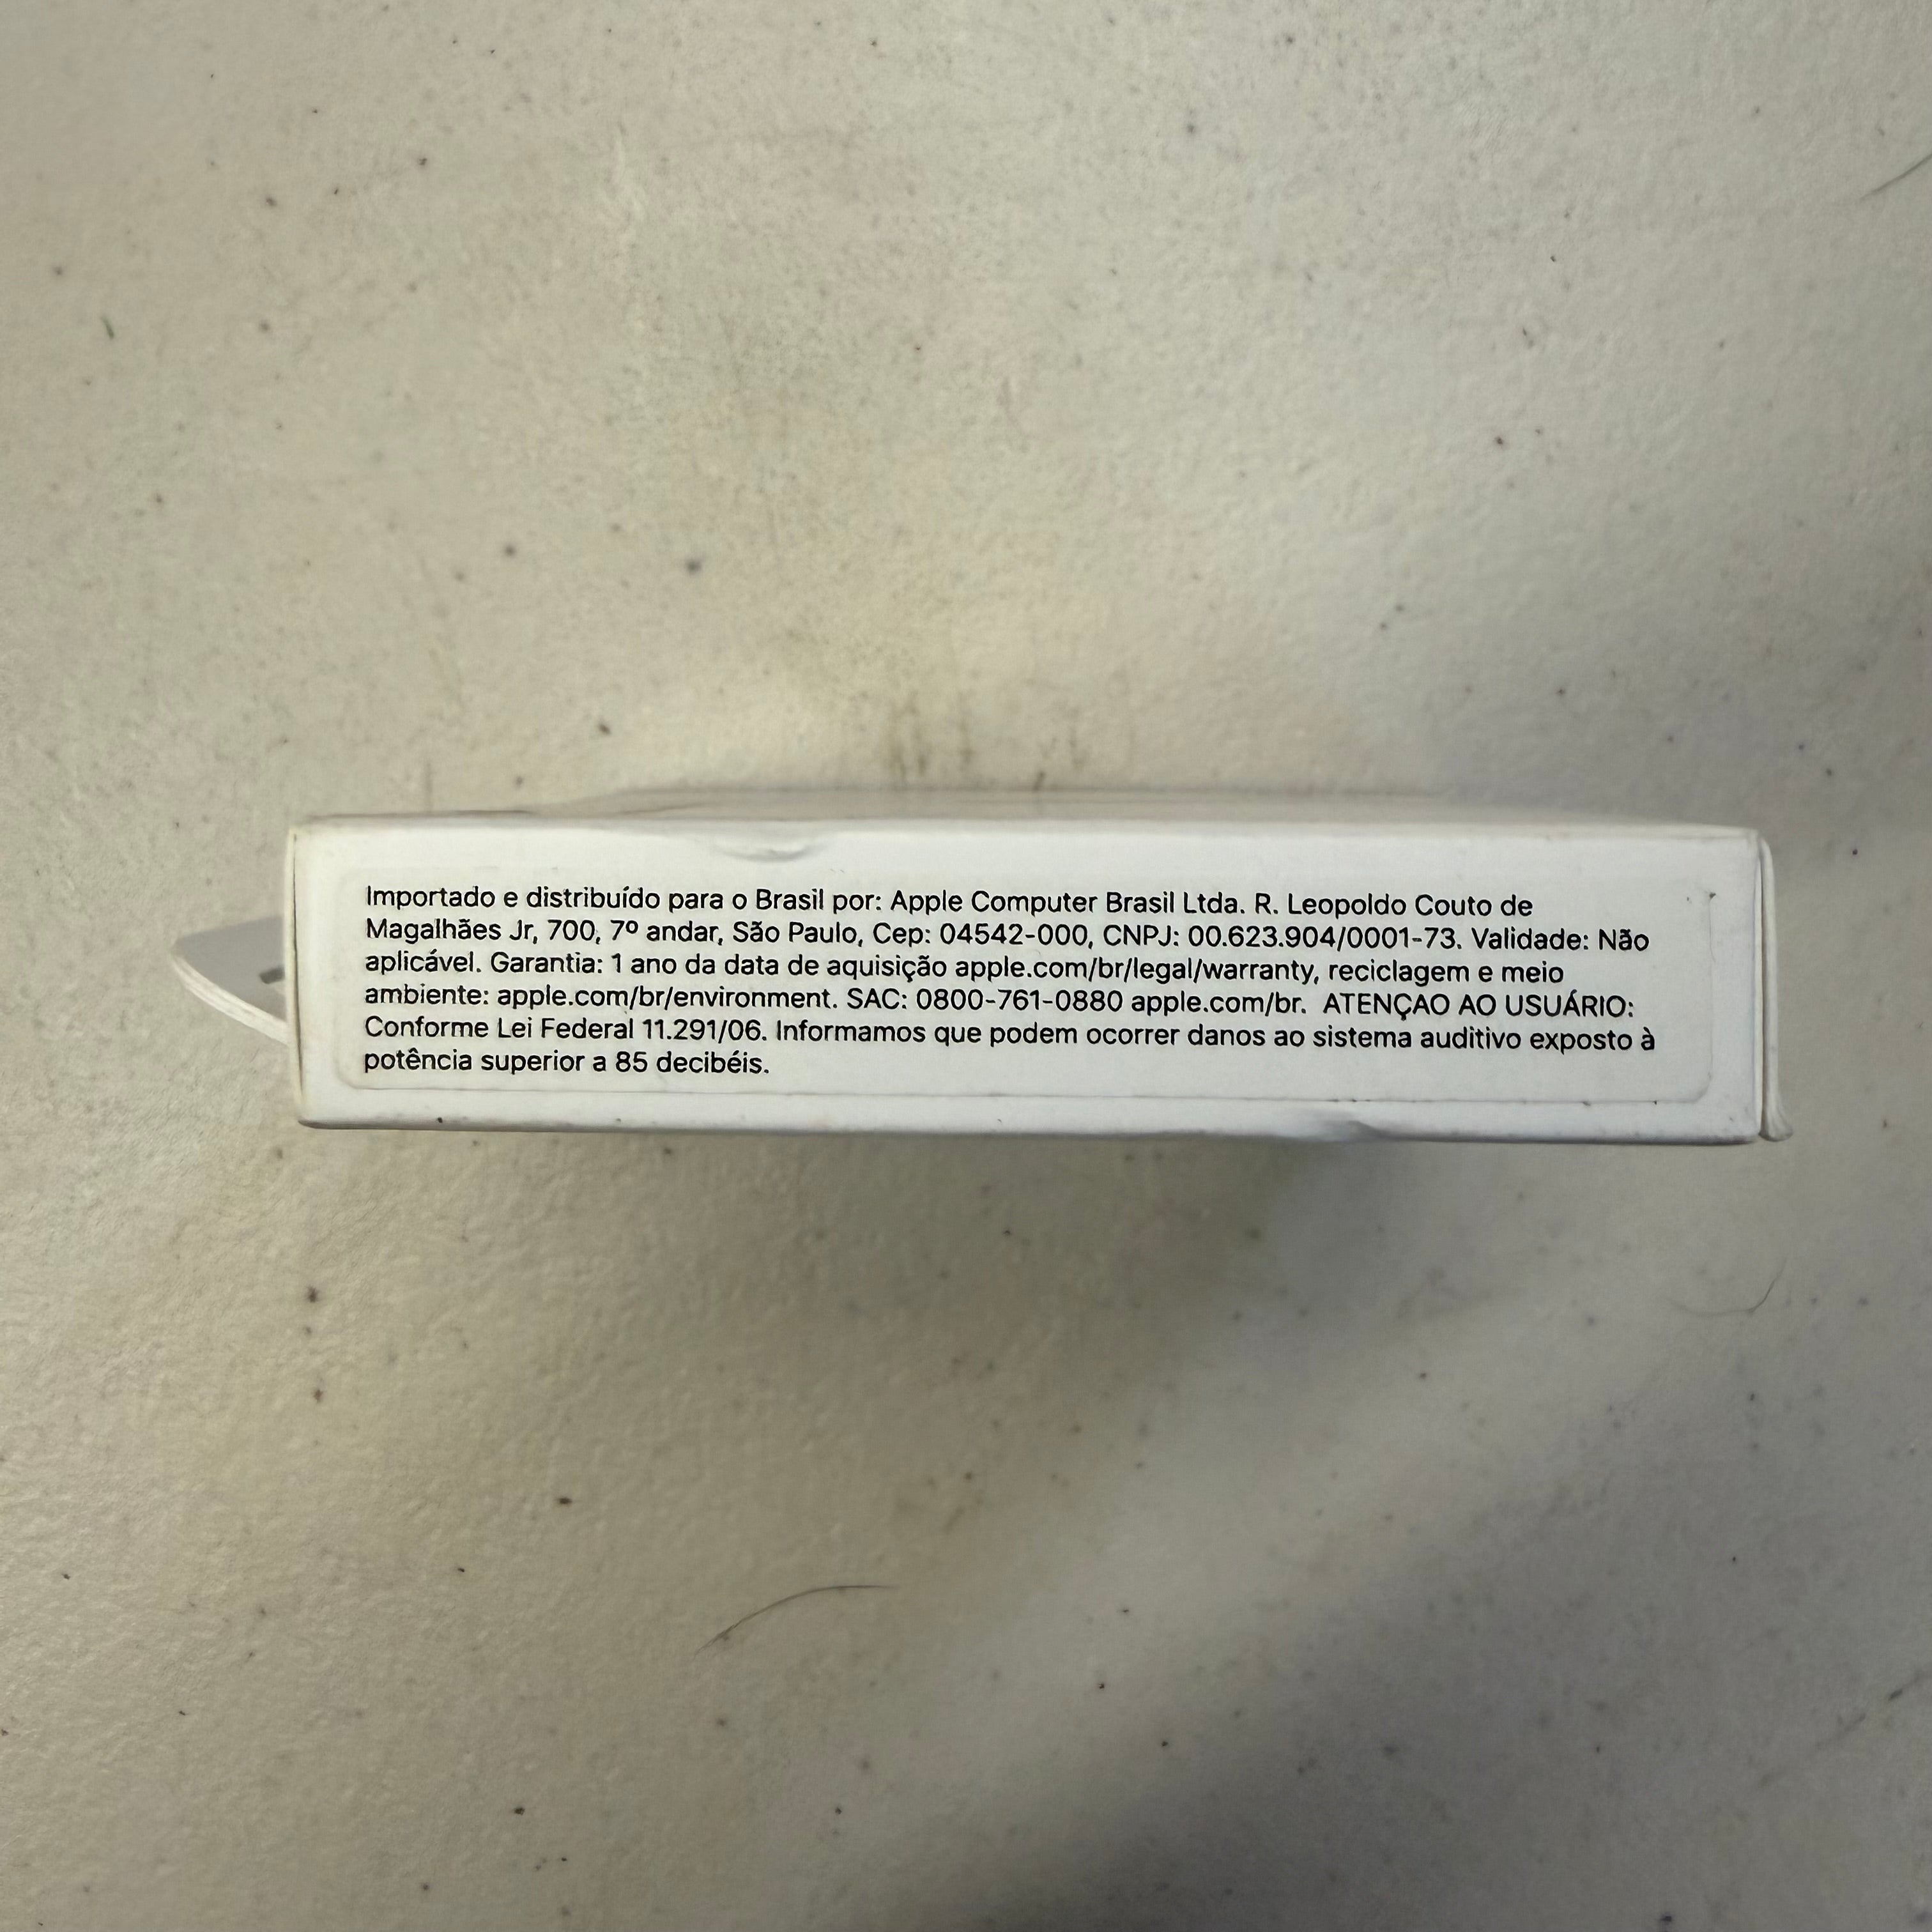 Importado e distribuído para o Brasil por: Apple Computer Brasil Ltda. R. Leopoldo Couto de
Magalhães Jr, 700, 7º andar, São Paulo, Cep: 04542-000, CNPJ: 00.623.904/0001-73. Validade: Não
aplicável. Garantia: 1 ano da data de aquisição apple.com/br/legal/warranty, reciclagem e meio
ambiente: apple.com/br/environment. SAC: 0800-761-0880 apple.com/br.  ATENÇAO AO USUÁRIO:
Conforme Lei Federal 11.291/06. Informamos que podem ocorrer danos ao sistema auditivo exposto à
potência superior a 85 decibéis.